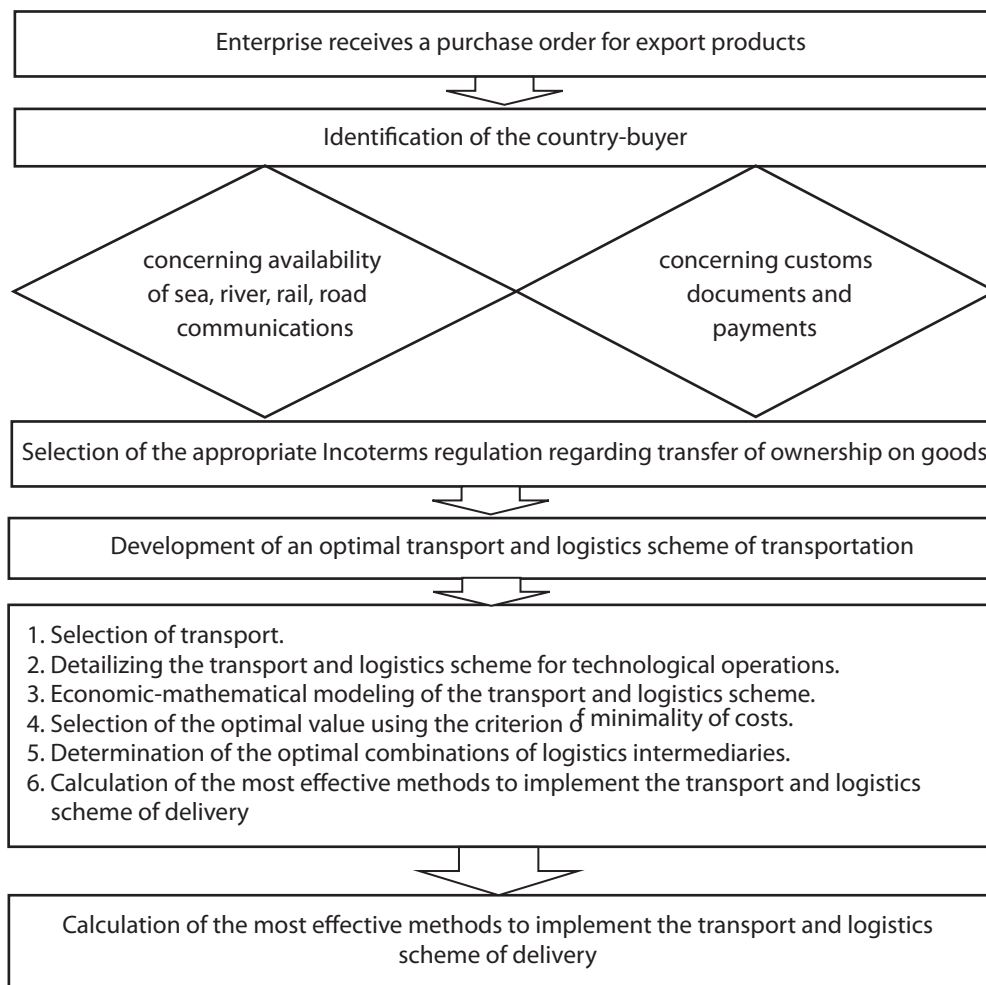 Enterprise receives a purchase order for export products
Identification of the country-buyer
concerning availability
of sea, river, rail, road
communications
concerning customs
documents and
payments
Selection of the appropriate Incoterms regulation regarding transfer of ownership on goods
Development of an optimal transport and logistics scheme of transportation
1. Selection of transport.
2. Detailizing the transport and logistics scheme for technological operations.
3. Economic-mathematical modeling of the transport and logistics scheme.
4. Selection of the optimal value using the criterion of minimality of costs.
5. Determination of the optimal combinations of logistics intermediaries.
6. Calculation of the most effective methods to implement the transport and logistics
scheme of delivery
Calculation of the most effective methods to implement the transport and logistics
scheme of delivery